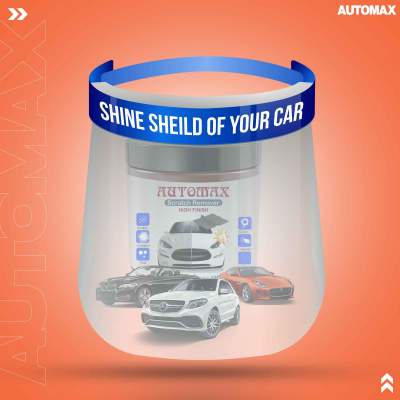 AUTOMAX
SHINE SHEILD OF YOUR CAR
AUTOMAX
Scratch Remover
HIGH FINISH
AUTOMAX